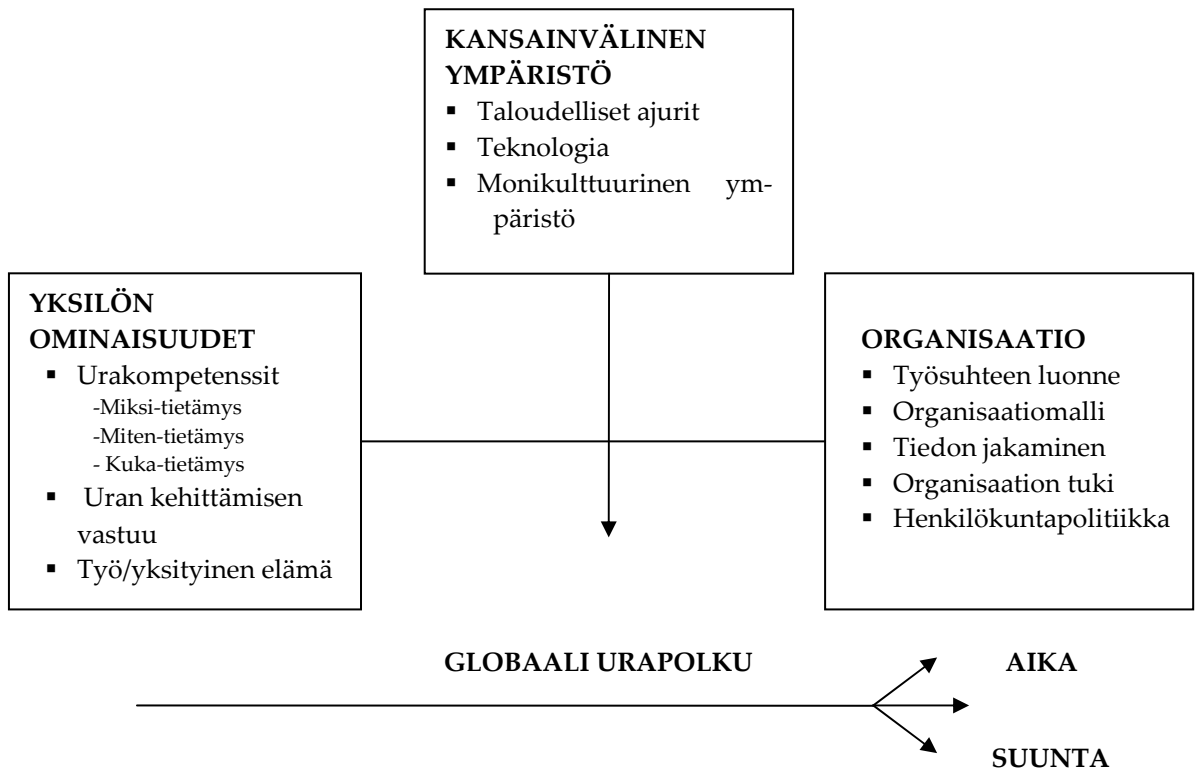 KANSAINVÄLINEN
YMPÄRISTÖ
▪ Taloudelliset ajurit
▪ Teknologia
▪ Monikulttuurinen ym-
päristö
YKSILÖN
OMINAISUUDET
▪ Urakompetenssit
-Miksi-tietämys
-Miten-tietämys
- Kuka-tietämys
▪ Uran kehittämisen
vastuu
▪ Työ/yksityinen elämä
ORGANISAATIO
▪ Työsuhteen luonne
▪ Organisaatiomalli
▪ Tiedon jakaminen
▪ Organisaation tuki
▪ Henkilökuntapolitiikka
GLOBAALI URAPOLKU
AIKA
SUUNTA